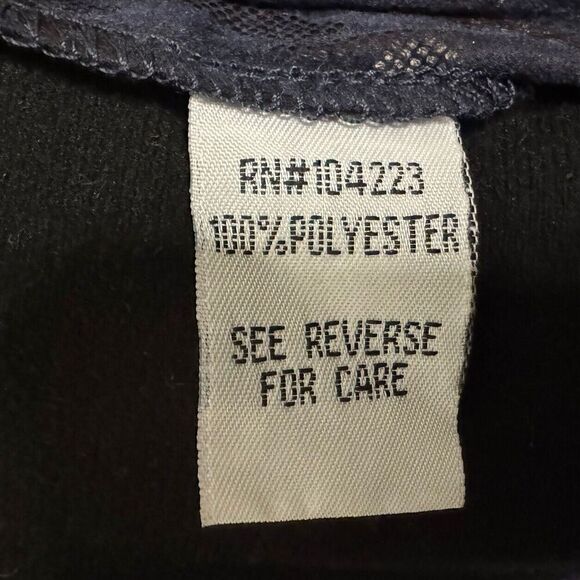 RN#104223
100%POLYESTER
SEE REVERSE
FOR CARE